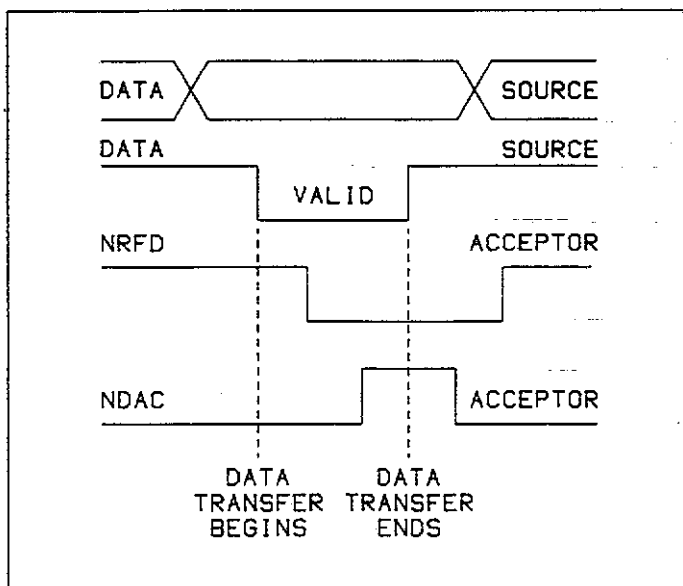 DATA SOURCE
DATA SOURCE
VALID
NRFD ACCEPTOR
NDAC ACCEPTOR
DATA DATA
TRANSFER TRANSFER
BEGINS ENDS